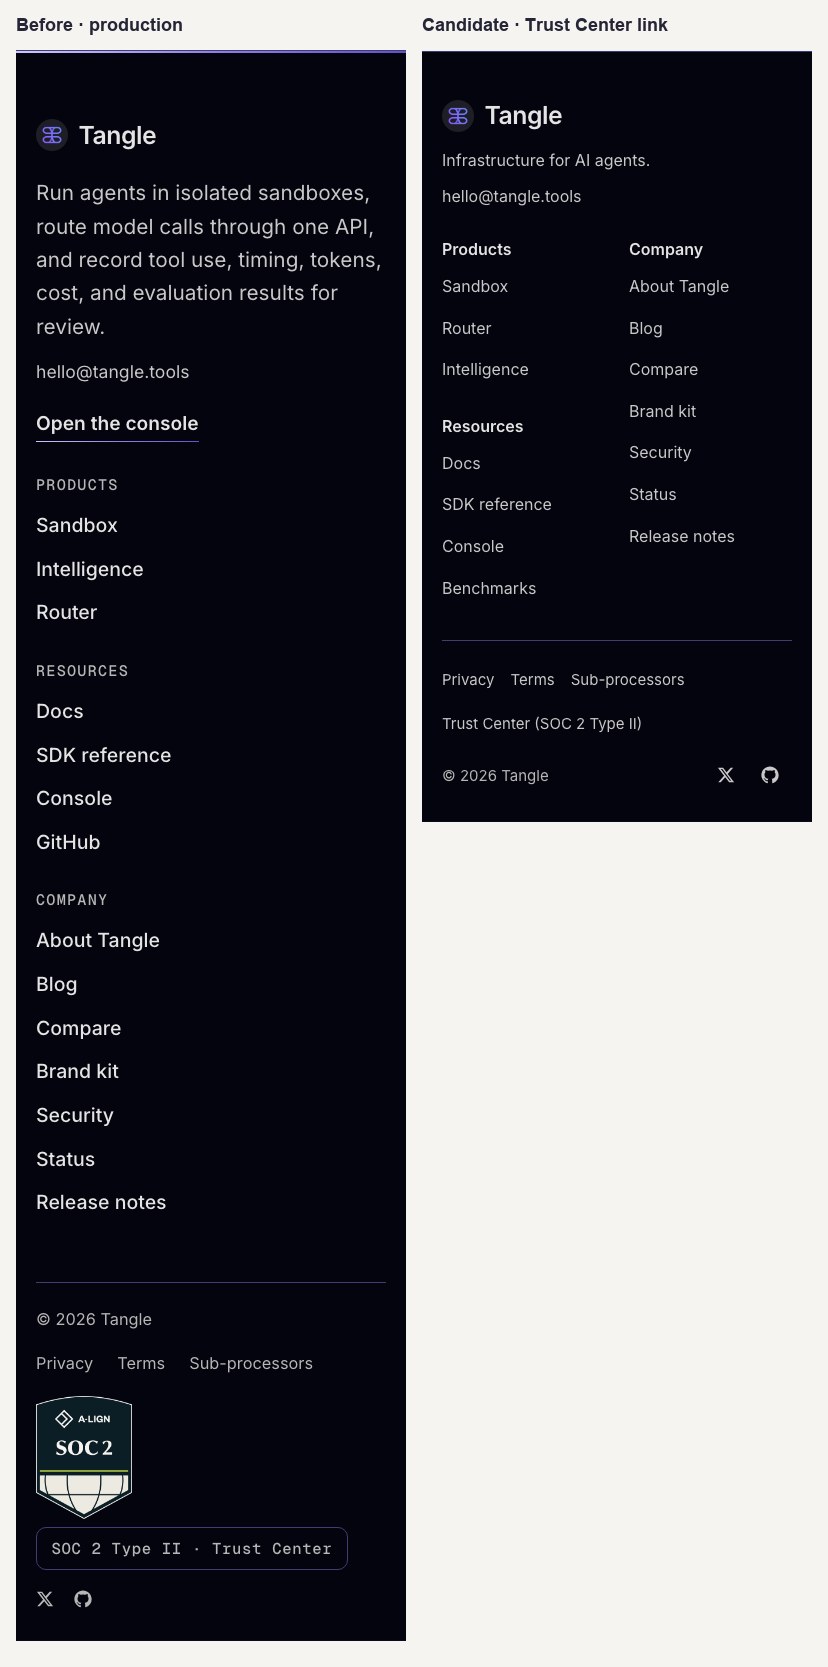 Before · production
Tangle
Run agents in isolated sandboxes,
route model calls through one API,
and record tool use, timing, tokens,
cost, and evaluation results for
review.
hello@tangle.tools
Open the console
PRODUCTS
Sandbox
Intelligence
Router
RESOURCES
Docs
SDK reference
Console
GitHub
COMPANY
About Tangle
Blog
Compare
Brand kit
Security
Status
Release notes
© 2026 Tangle
Privacy Terms Sub-processors
A-LIGN
SOC 2
SOC 2 Type II · Trust Center
Candidate · Trust Center link
Tangle
Infrastructure for AI agents.
hello@tangle.tools
Products
Sandbox
Router
Intelligence
Resources
Docs
SDK reference
Console
Benchmarks
Company
About Tangle
Blog
Compare
Brand kit
Security
Status
Release notes
Privacy Terms Sub-processors
Trust Center (SOC 2 Type II)
© 2026 Tangle